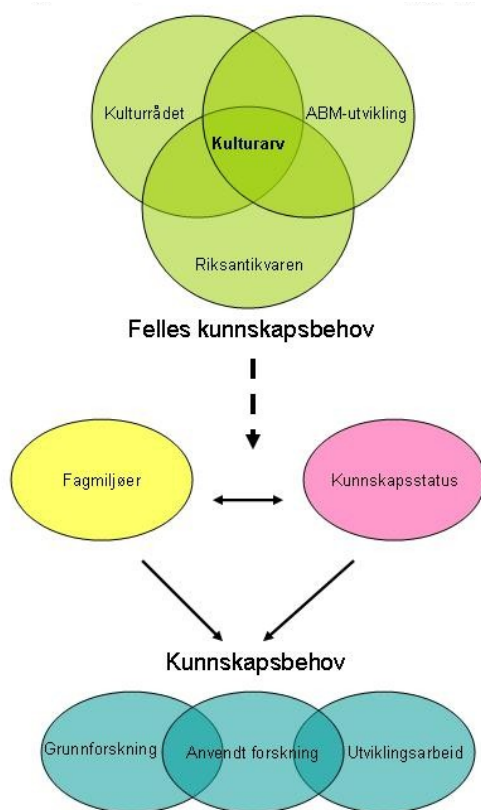 Kulturrådet
ABM-utvikling
Kulturarv
Riksantikvaren
Felles kunnskapsbehov
Fagmiljøer
Kunnskapsstatus
Kunnskapsbehov
Grunnforskning
Anvendt forskning
Utviklingsarbeid